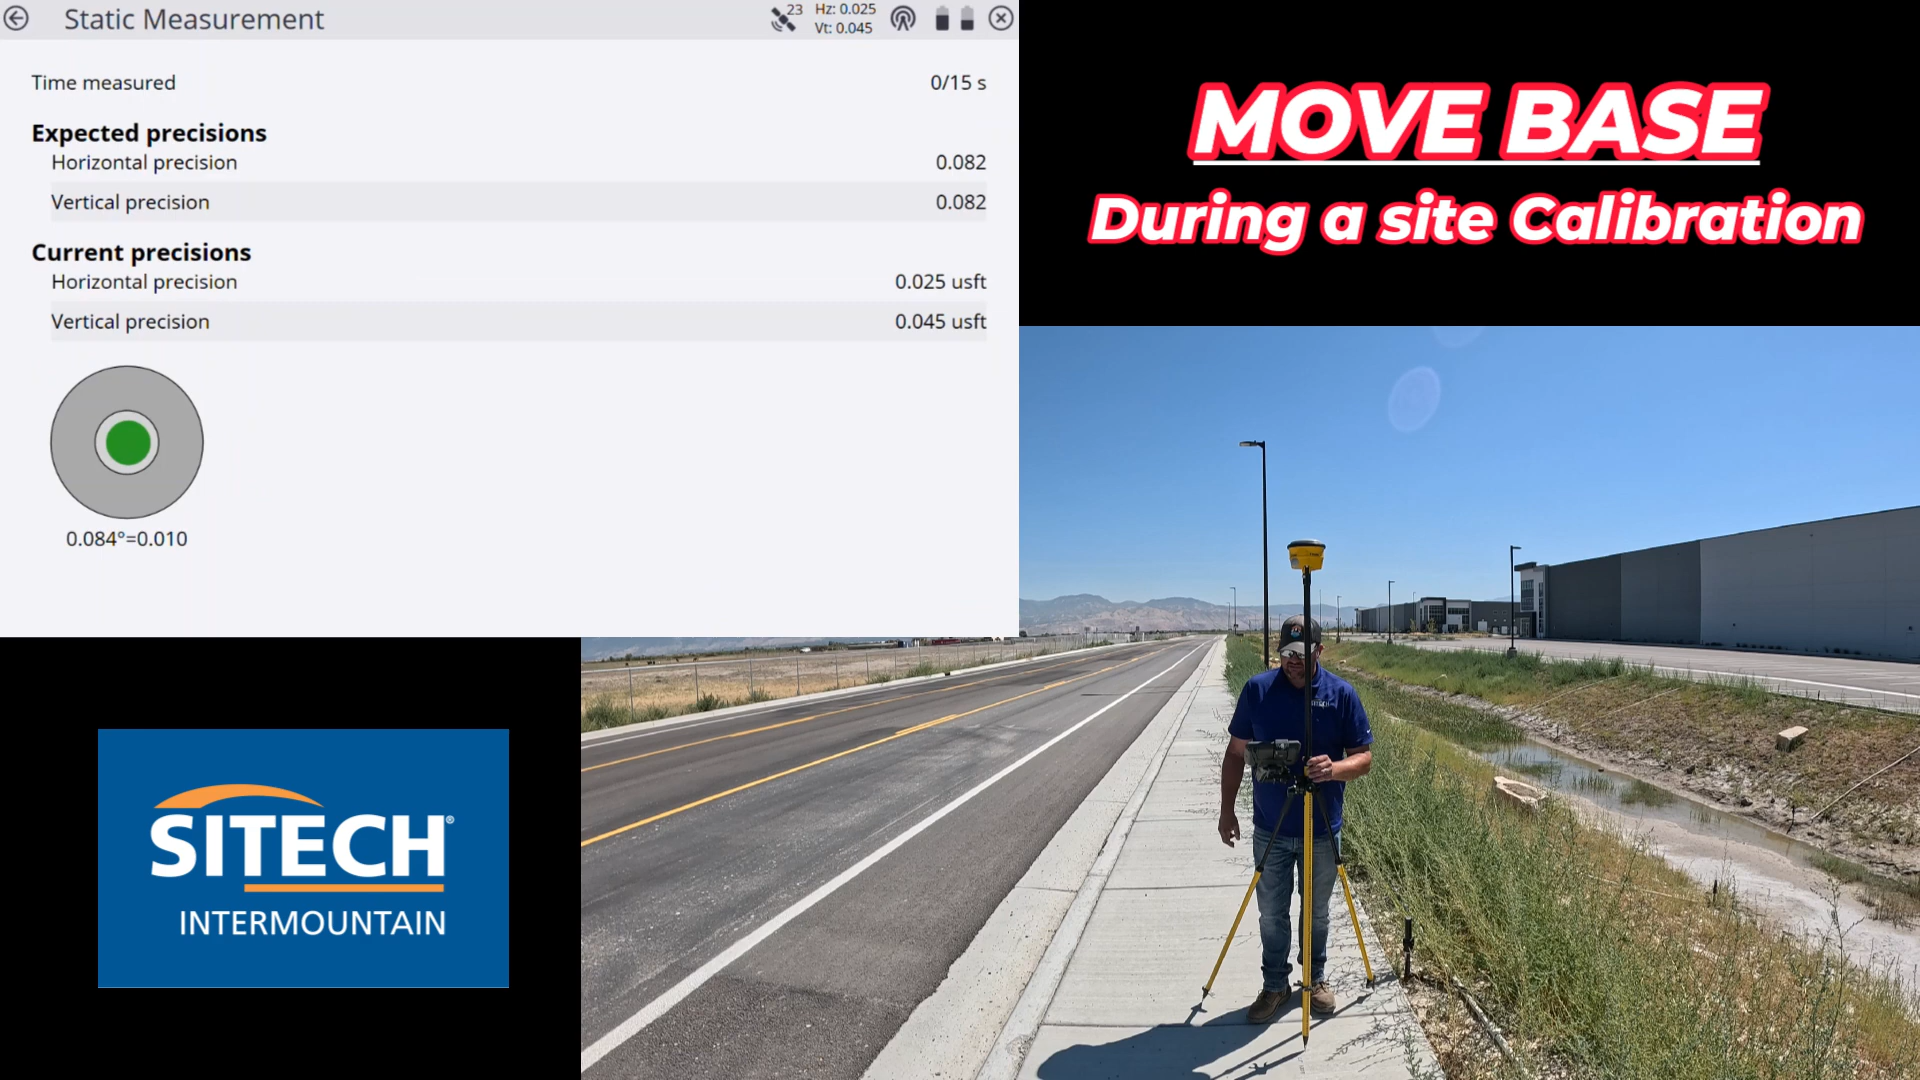 Static Measurement
23
Hz: 0.025
Vt: 0.045
Time measured 0/15 s
Expected precisions
Horizontal precision 0.082
Vertical precision 0.082
Current precisions
Horizontal precision 0.025 usft
Vertical precision 0.045 usft
0.084°=0.010
MOVE BASE
During a site Calibration
SITECH®
INTERMOUNTAIN